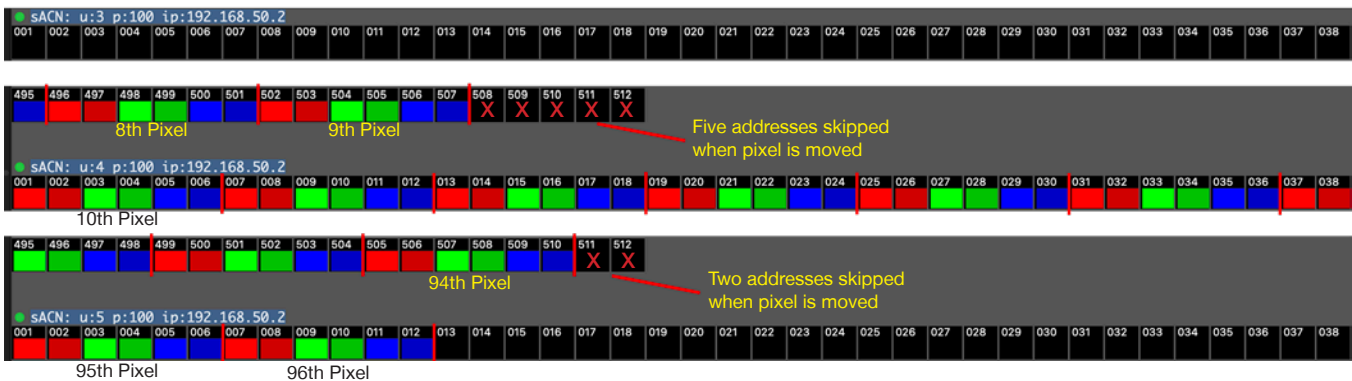 sACN: u:3 p:100 ip:192.168.50.2
001 002 003 004 005 006 007 008 009 010 011 012 013 014 015 016 017 018 019 020 021 022 023 024 025 026 027 028 029 030 031 032 033 034 035 036 037 038
495 496 497 498 499 500 501 502 503 504 505 506 507 508 509 510 511 512
X X X X X
8th Pixel 9th Pixel
Five addresses skipped
when pixel is moved
sACN: u:4 p:100 ip:192.168.50.2
001 002 003 004 005 006 007 008 009 010 011 012 013 014 015 016 017 018 019 020 021 022 023 024 025 026 027 028 029 030 031 032 033 034 035 036 037 038
10th Pixel
495 496 497 498 499 500 501 502 503 504 505 506 507 508 509 510 511 512
X X
94th Pixel
Two addresses skipped
when pixel is moved
sACN: u:5 p:100 ip:192.168.50.2
001 002 003 004 005 006 007 008 009 010 011 012 013 014 015 016 017 018 019 020 021 022 023 024 025 026 027 028 029 030 031 032 033 034 035 036 037 038
95th Pixel 96th Pixel